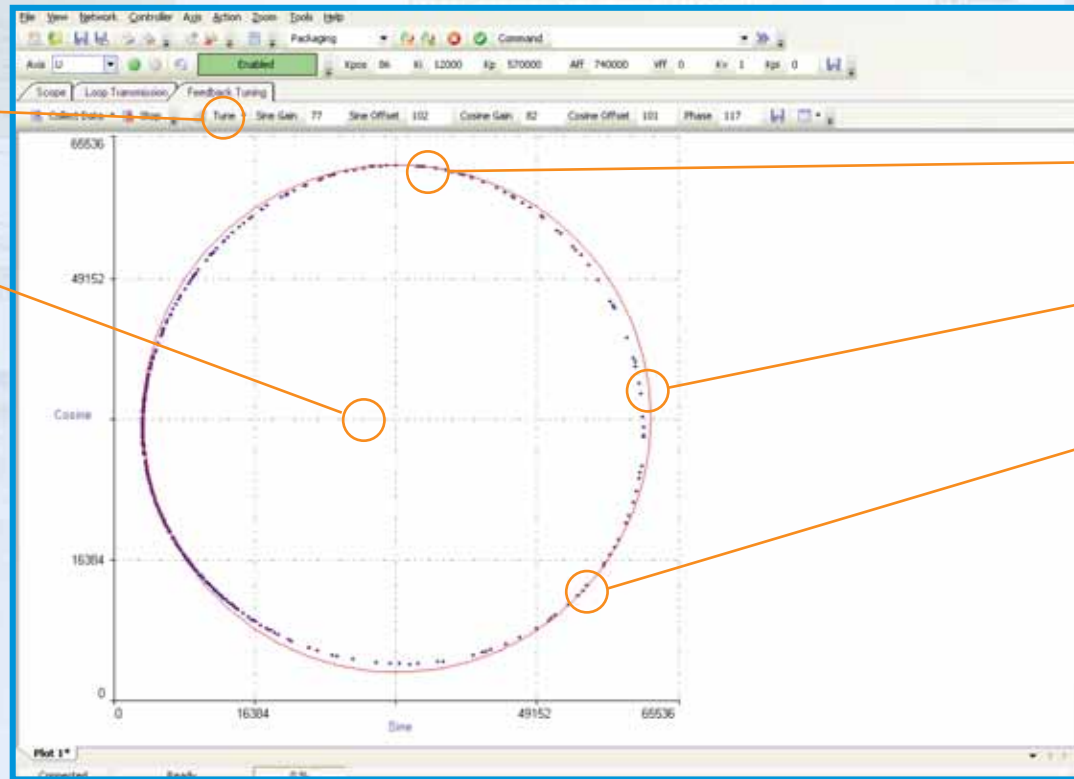 File View Network Controller Axis Action Zoom Tools Help
Packaging Command
Axis U Enabled Kpos 86 Ki 12000 Kp 570000 Aff 740000 Vff 0 Kv 1 Kpi 0
Scope Loop Transmission Feedback Tuning
Collect Data Stop Tune Sine Gain 77 Sine Offset 102 Cosine Gain 82 Cosine Offset 101 Phase 117
65536
49152
Cosine
16384
0
0 16384 49152 65536
Sine
Plot 1*
Connected Ready 0 %